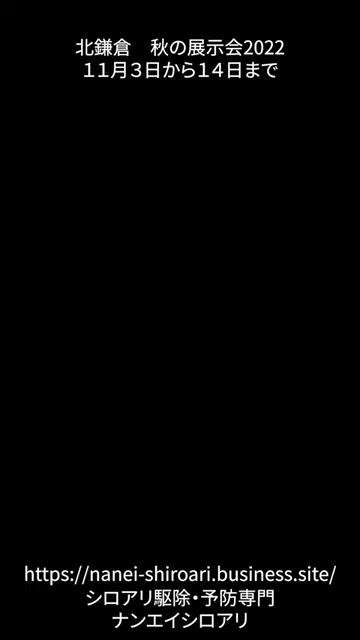 北鎌倉　秋の展示会2022
１１月３日から１４日まで
https://nanei-shiroari.business.site/
シロアリ駆除・予防専門
ナンエイシロアリ